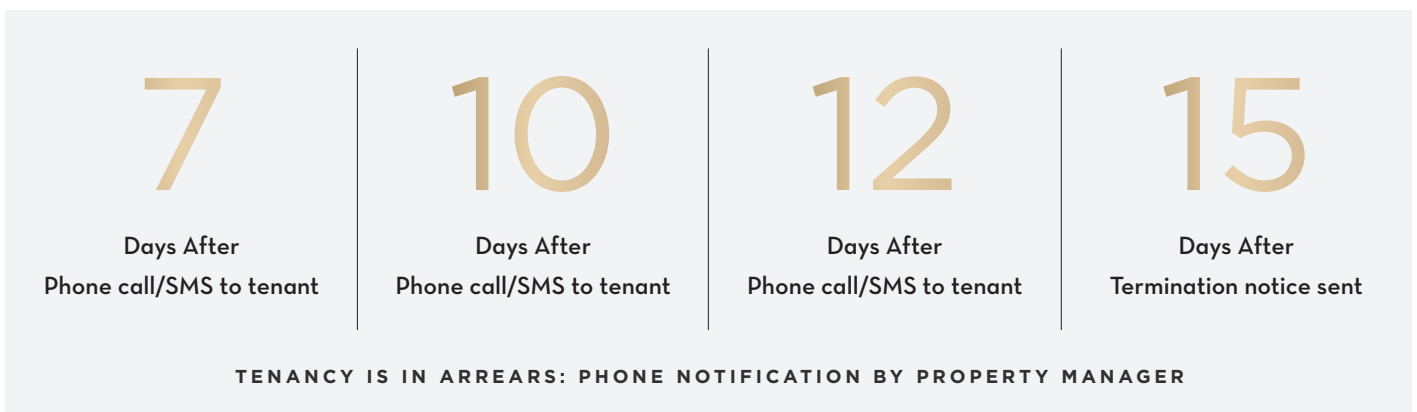 7
Days After
Phone call/SMS to tenant
10
Days After
Phone call/SMS to tenant
12
Days After
Phone call/SMS to tenant
15
Days After
Termination notice sent
TENANCY IS IN ARREARS: PHONE NOTIFICATION BY PROPERTY MANAGER